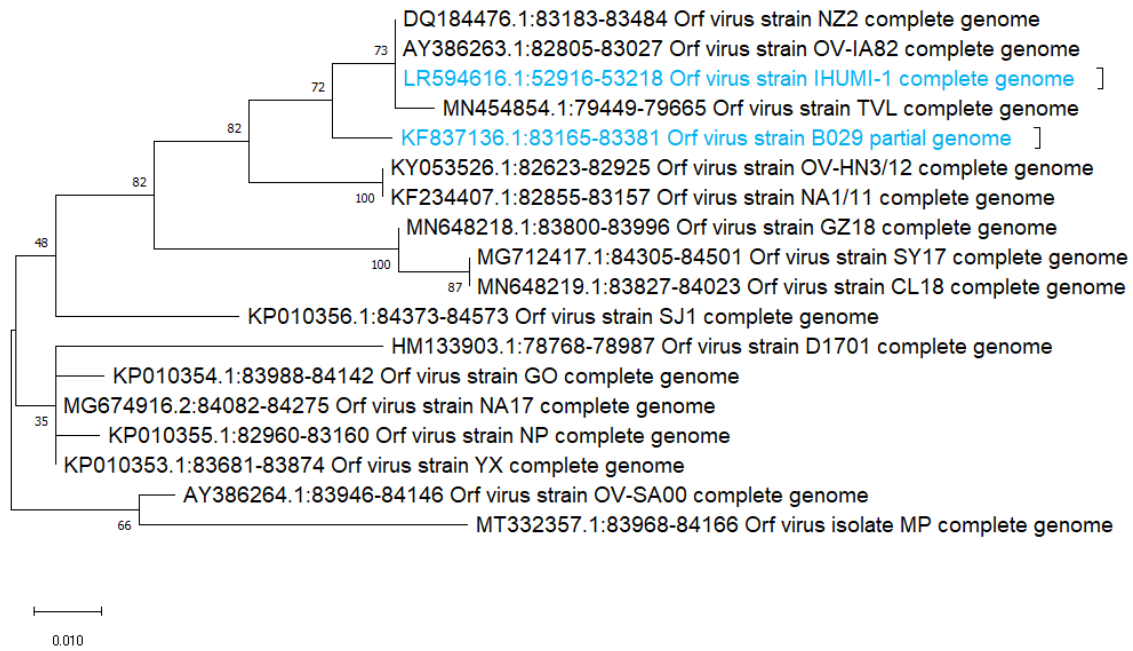 DQ184476.1:83183-83484 Orf virus strain NZ2 complete genome
73
AY386263.1:82805-83027 Orf virus strain OV-IA82 complete genome
LR594616.1:52916-53218 Orf virus strain IHUMI-1 complete genome ]
72
MN454854.1:79449-79665 Orf virus strain TVL complete genome
82
KF837136.1:83165-83381 Orf virus strain B029 partial genome ]
KY053526.1:82623-82925 Orf virus strain OV-HN3/12 complete genome
82
100
KF234407.1:82855-83157 Orf virus strain NA1/11 complete genome
MN648218.1:83800-83996 Orf virus strain GZ18 complete genome
48
MG712417.1:84305-84501 Orf virus strain SY17 complete genome
100
87
MN648219.1:83827-84023 Orf virus strain CL18 complete genome
KP010356.1:84373-84573 Orf virus strain SJ1 complete genome
HM133903.1:78768-78987 Orf virus strain D1701 complete genome
KP010354.1:83988-84142 Orf virus strain GO complete genome
MG674916.2:84082-84275 Orf virus strain NA17 complete genome
35
KP010355.1:82960-83160 Orf virus strain NP complete genome
KP010353.1:83681-83874 Orf virus strain YX complete genome
AY386264.1:83946-84146 Orf virus strain OV-SA00 complete genome
66
MT332357.1:83968-84166 Orf virus isolate MP complete genome
0.010